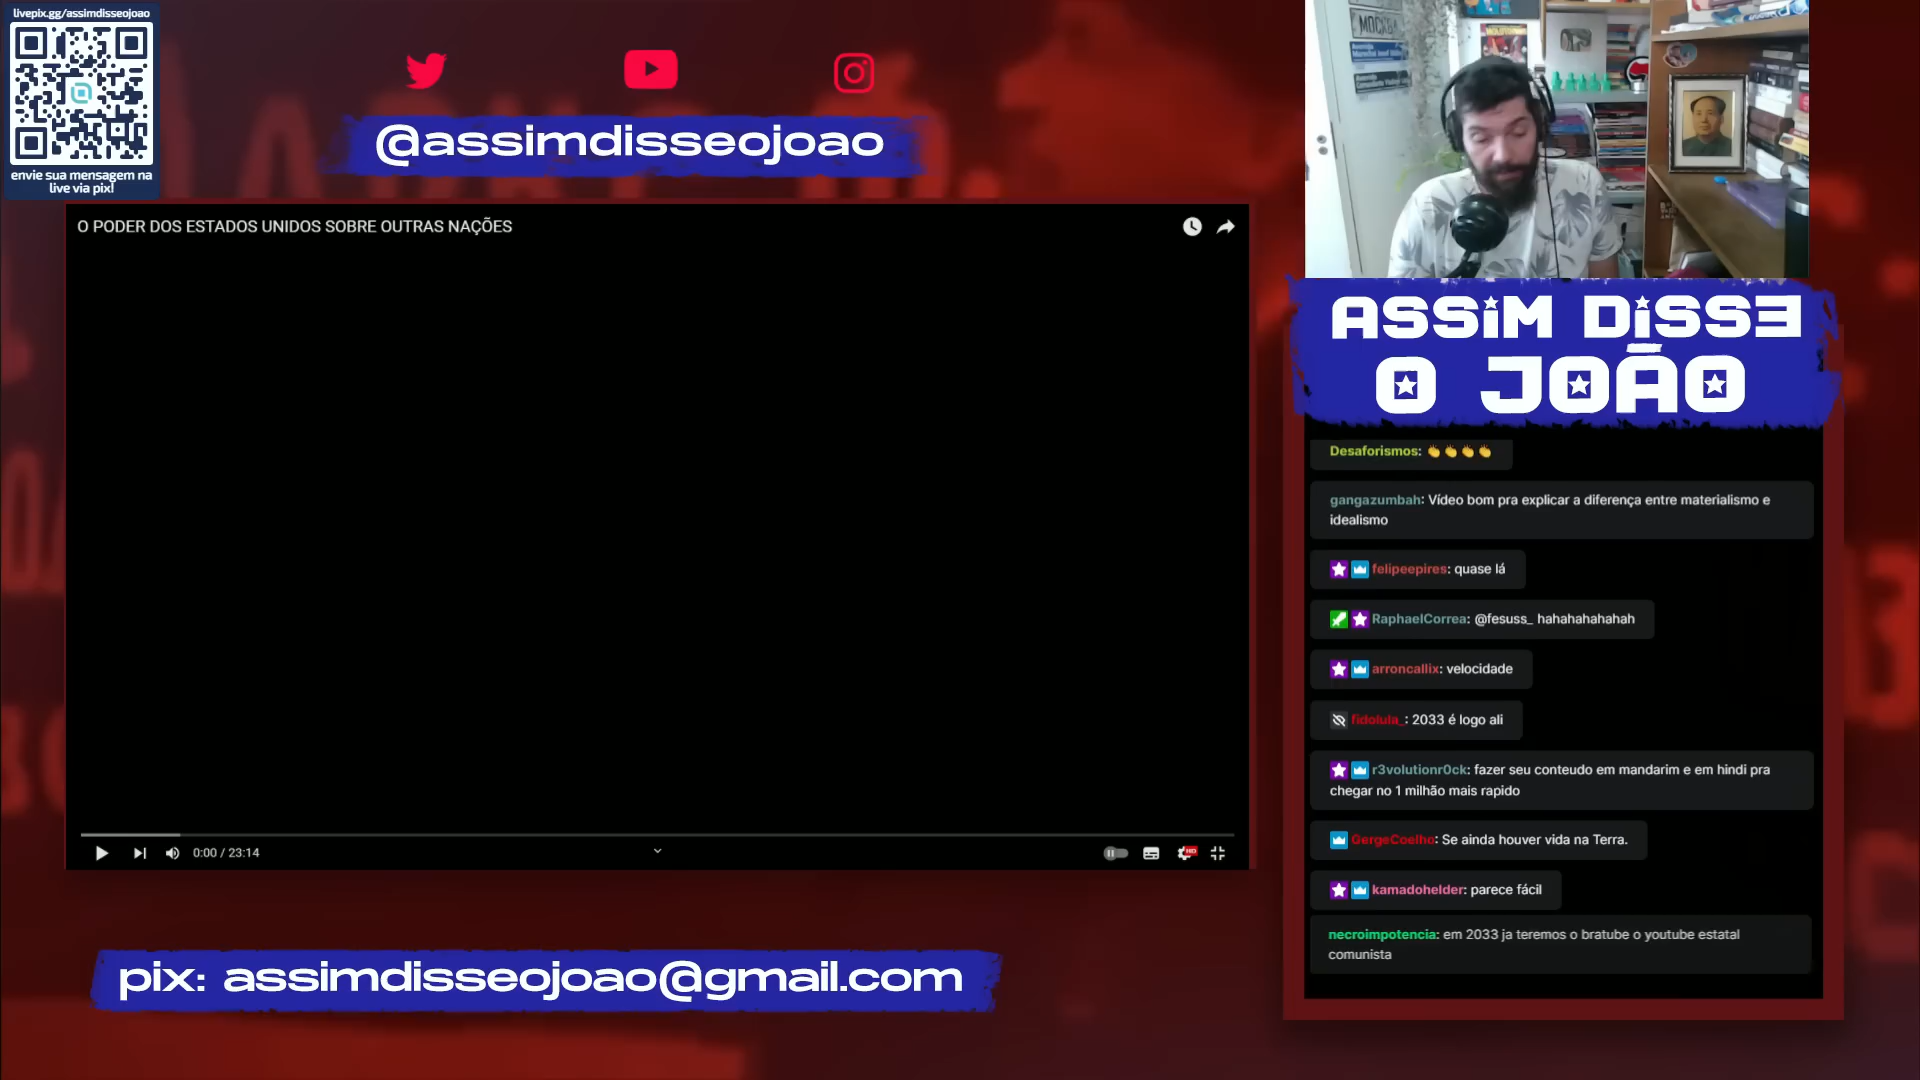 livepix.gg/assimdisseojoao
envie sua mensagem na
live via pix!
@assimdisseojoao
O PODER DOS ESTADOS UNIDOS SOBRE OUTRAS NAÇÕES
0:00 / 23:14
HD
pix: assimdisseojoao@gmail.com
МОСКВА
ASSIM DISSE
O JOÃO
Desaforismos: 👏👏👏👏
gangazumbah: Vídeo bom pra explicar a diferença entre materialismo e
idealismo
felipeepires: quase lá
RaphaelCorrea: @fesuss_ hahahahahahah
arroncallix: velocidade
fidolula_: 2033 é logo ali
r3volutionr0ck: fazer seu conteudo em mandarim e em hindi pra
chegar no 1 milhão mais rapido
GergeCoelho: Se ainda houver vida na Terra.
kamadohelder: parece fácil
necroimpotencia: em 2033 ja teremos o bratube o youtube estatal
comunista